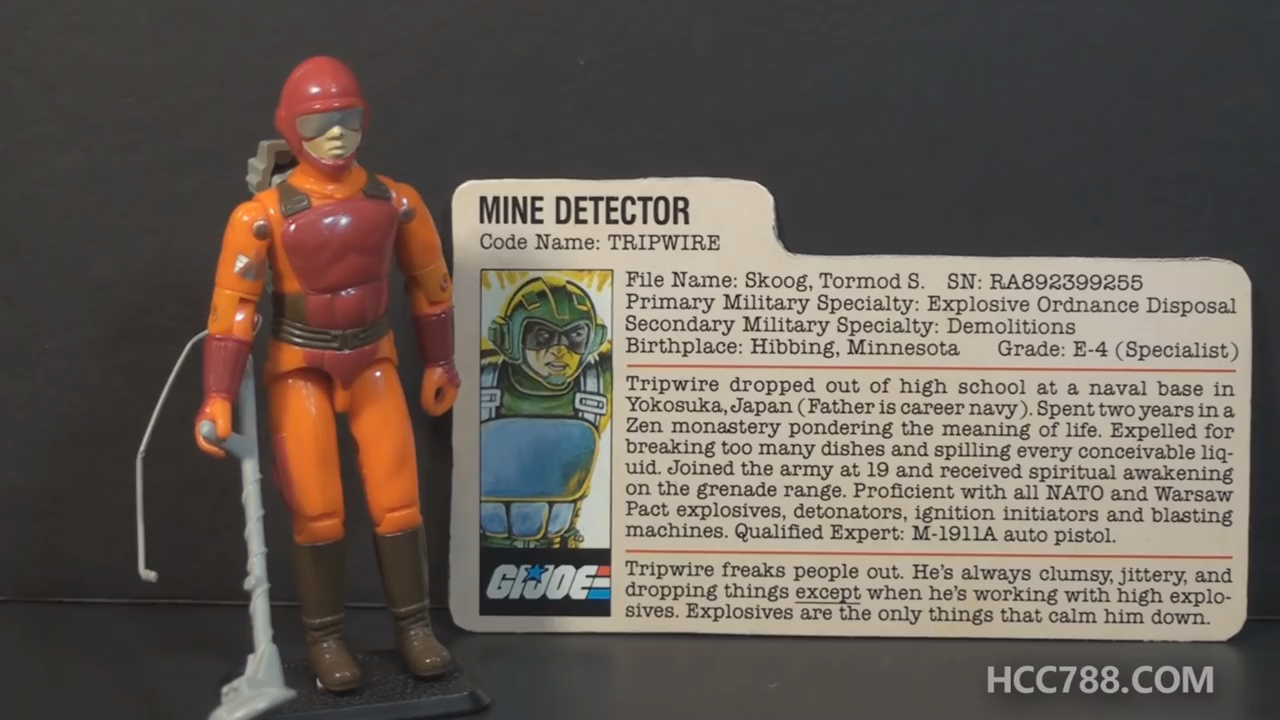 MINE DETECTOR
Code Name: TRIPWIRE
File Name: Skoog, Tormod S. SN: RA892399255
Primary Military Specialty: Explosive Ordnance Disposal
Secondary Military Specialty: Demolitions
Birthplace: Hibbing, Minnesota Grade: E-4 (Specialist)
Tripwire dropped out of high school at a naval base in
Yokosuka, Japan (Father is career navy). Spent two years in a
Zen monastery pondering the meaning of life. Expelled for
breaking too many dishes and spilling every conceivable liq-
uid. Joined the army at 19 and received spiritual awakening
on the grenade range. Proficient with all NATO and Warsaw
Pact explosives, detonators, ignition initiators and blasting
machines. Qualified Expert: M-1911A auto pistol.
Tripwire freaks people out. He's always clumsy, jittery, and
dropping things except when he's working with high explo-
sives. Explosives are the only things that calm him down.
GI JOE
HCC788.COM